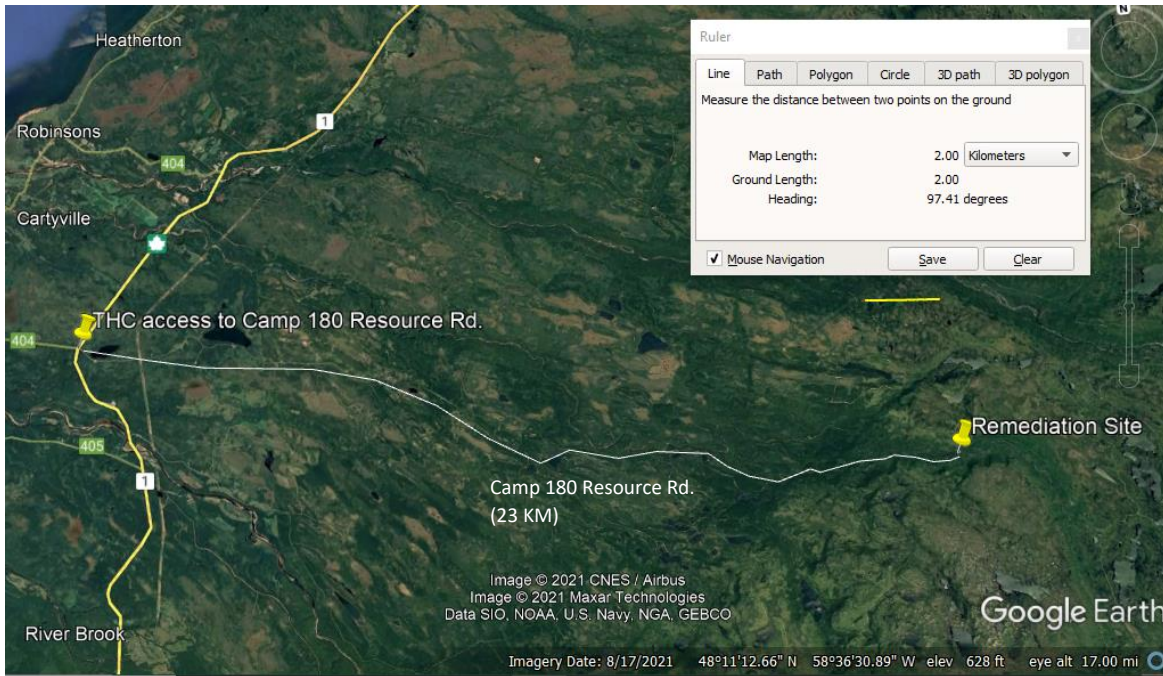 N
Heatherton
Ruler
Line Path Polygon Circle 3D path 3D polygon
Measure the distance between two points on the ground
Map Length: 2.00 Kilometers
Ground Length: 2.00
Heading: 97.41 degrees
Mouse Navigation Save Clear
1
Robinsons
404
Cartyville
THC access to Camp 180 Resource Rd.
404
Remediation Site
405
1
Camp 180 Resource Rd.
(23 KM)
Image © 2021 CNES / Airbus
Image © 2021 Maxar Technologies
Data SIO, NOAA, U.S. Navy, NGA, GEBCO
Google Earth
River Brook
Imagery Date: 8/17/2021 48°11'12.66" N 58°36'30.89" W elev 628 ft eye alt 17.00 mi